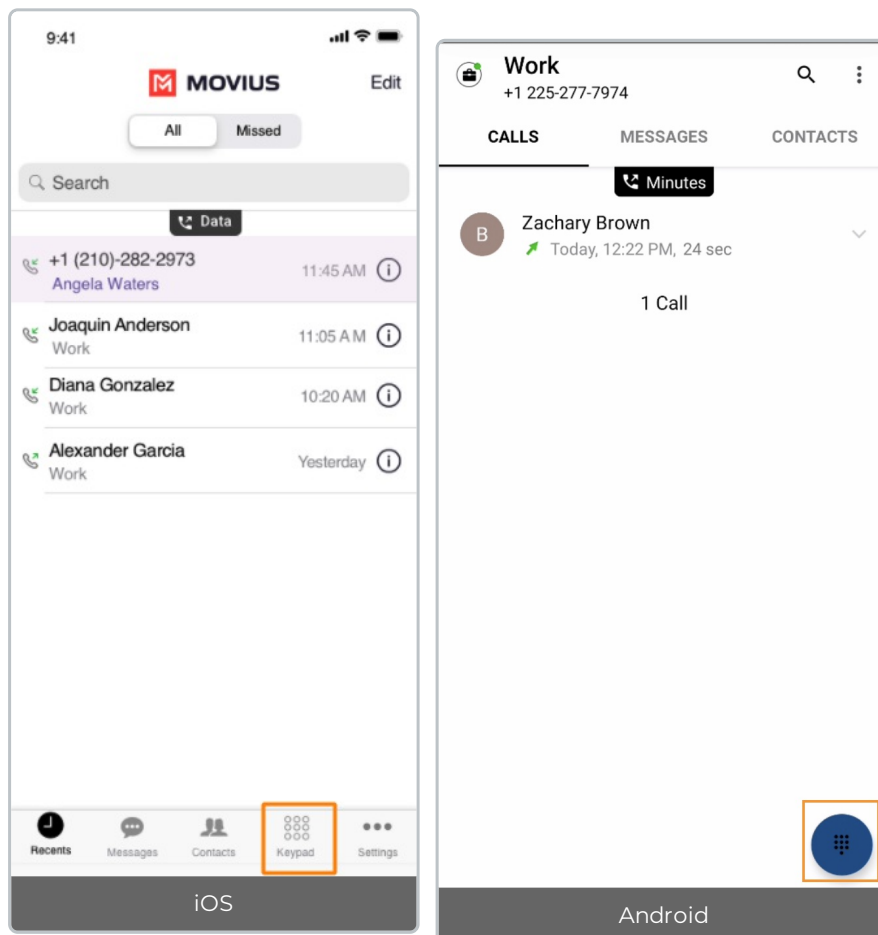 9:41
MOVIUS
Edit
All
Missed
Search
Data
+1 (210)-282-2973
11:45 AM
Angela Waters
Joaquin Anderson
11:05 AM
Work
Diana Gonzalez
10:20 AM
Work
Alexander Garcia
Yesterday
Work
Recents
Messages
Contacts
Keypad
Settings
iOS
Work
+1 225-277-7974
CALLS
MESSAGES
CONTACTS
Minutes
B
Zachary Brown
Today, 12:22 PM, 24 sec
1 Call
Android